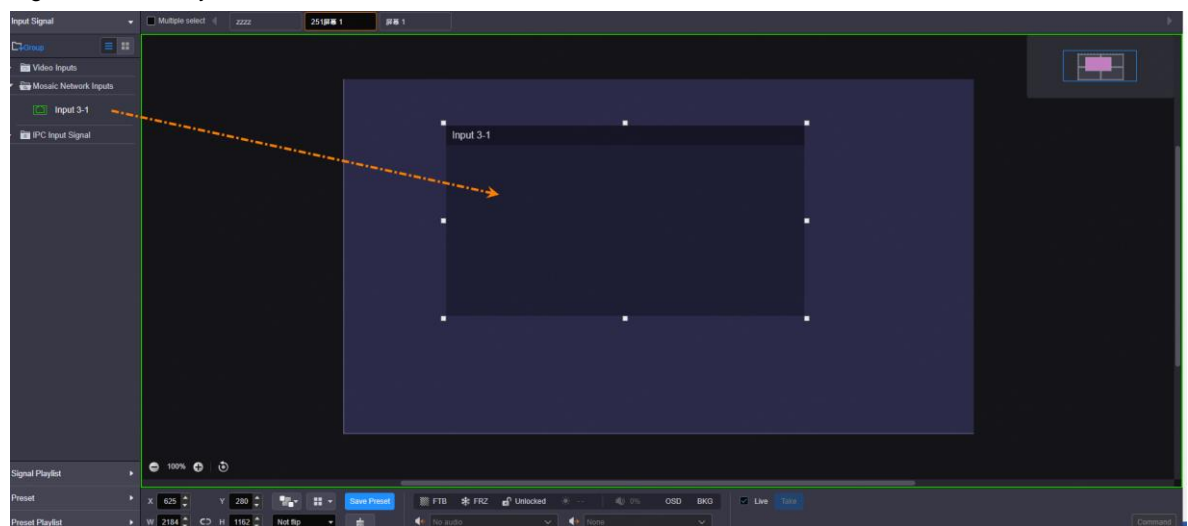 Input Signal
Multiple select
zzzz
251屏幕 1
屏幕 1
Group
Video Inputs
Mosaic Network Inputs
Input 3-1
IPC Input Signal
Input 3-1
100%
Signal Playlist
Preset
Preset Playlist
X 625 Y 280 Save Preset FTB FRZ Unlocked -- 0% OSD BKG Live Take
W 2184 H 1162 Not flip No audio None Command